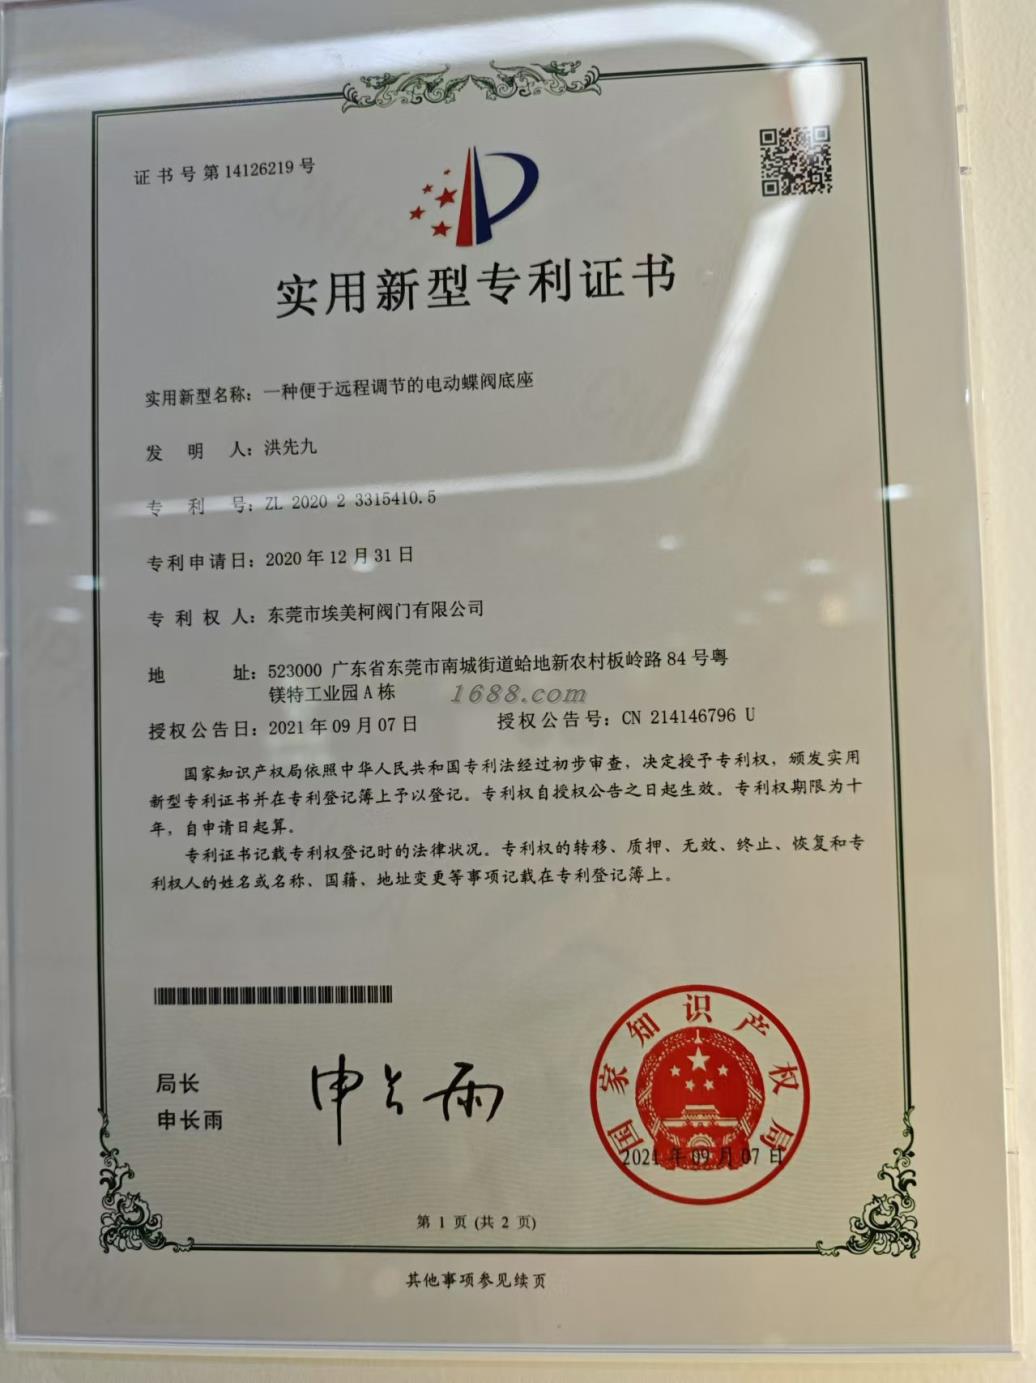 证书号第14126219号
实用新型专利证书
实用新型名称：一种便于远程调节的电动蝶阀底座
发明人：洪先九
专利号：ZL 2020 2 3315410.5
专利申请日：2020年12月31日
专利权人：东莞市埃美柯阀门有限公司
地址：523000 广东省东莞市南城街道蛤地新农村板岭路84号粤
镁特工业园A栋
1688.com
授权公告日：2021年09月07日 授权公告号：CN 214146796 U
国家知识产权局依照中华人民共和国专利法经过初步审查，决定授予专利权，颁发实用
新型专利证书并在专利登记簿上予以登记。专利权自授权公告之日起生效。专利权期限为十
年，自申请日起算。
专利证书记载专利权登记时的法律状况。专利权的转移、质押、无效、终止、恢复和专
利权人的姓名或名称、国籍、地址变更等事项记载在专利登记簿上。
局长
申长雨
申长雨
国家知识产权局
2021年09月07日
第1页(共2页)
其他事项参见续页